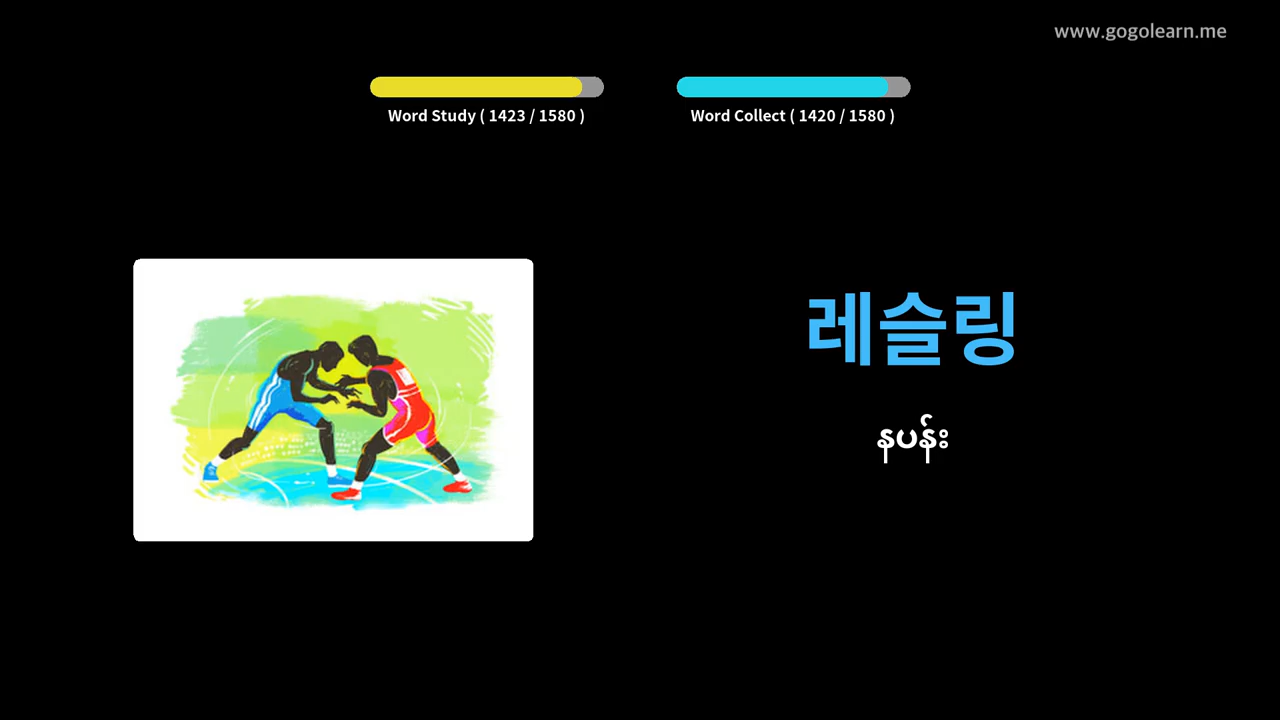 www.gogolearn.me
Word Study ( 1423 / 1580 )
Word Collect ( 1420 / 1580 )
레슬링
နပန်း